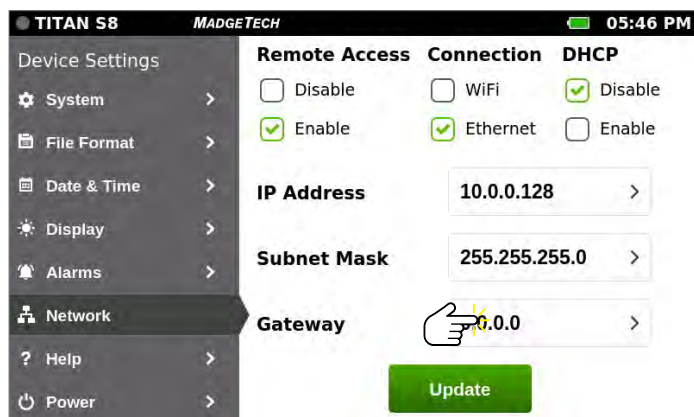 TITAN S8 MADGETECH 05:46 PM
Device Settings
System
File Format
Date & Time
Display
Alarms
Network
Help
Power
Remote Access Connection DHCP
Disable WiFi Disable
Enable Ethernet Enable
IP Address 10.0.0.128
Subnet Mask 255.255.255.0
Gateway .0.0
Update